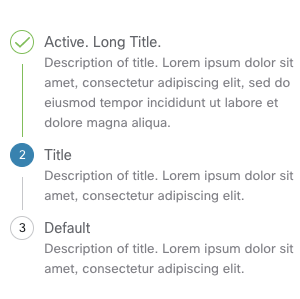 Active. Long Title.
Description of title. Lorem ipsum dolor sit
amet, consectetur adipiscing elit, sed do
eiusmod tempor incididunt ut labore et
dolore magna aliqua.
2 Title
Description of title. Lorem ipsum dolor sit
amet, consectetur adipiscing elit.
3 Default
Description of title. Lorem ipsum dolor sit
amet, consectetur adipiscing elit.